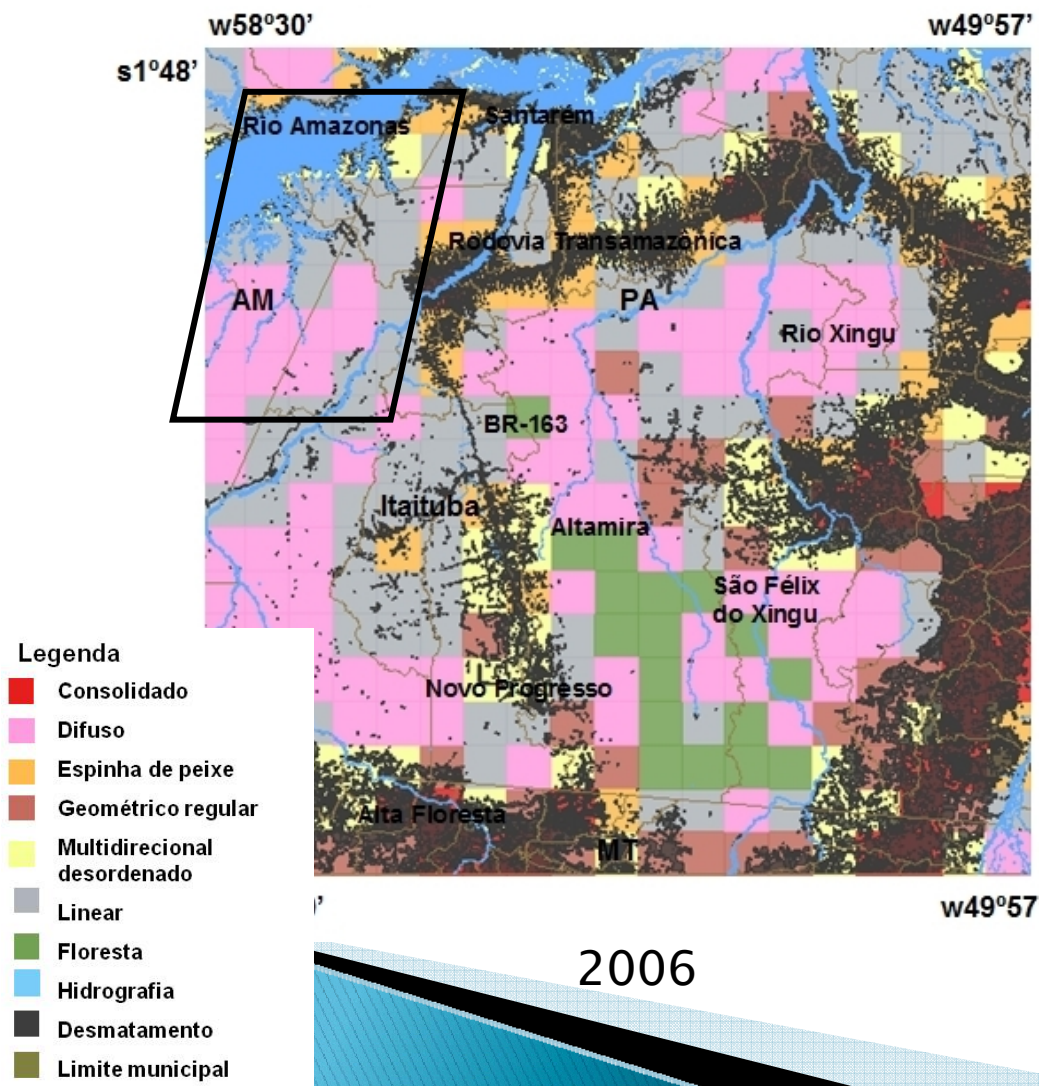 w58º30’
w49º57’
s1º48’
Rio Amazonas
Santarém
Rodovia Transamazônica
AM
PA
Rio Xingu
BR-163
Itaituba
Altamira
São Félix
do Xingu
Novo Progresso
Alta Floresta
MT
w49º57
2006
Legenda
Consolidado
Difuso
Espinha de peixe
Geométrico regular
Multidirecional
desordenado
Linear
Floresta
Hidrografia
Desmatamento
Limite municipal